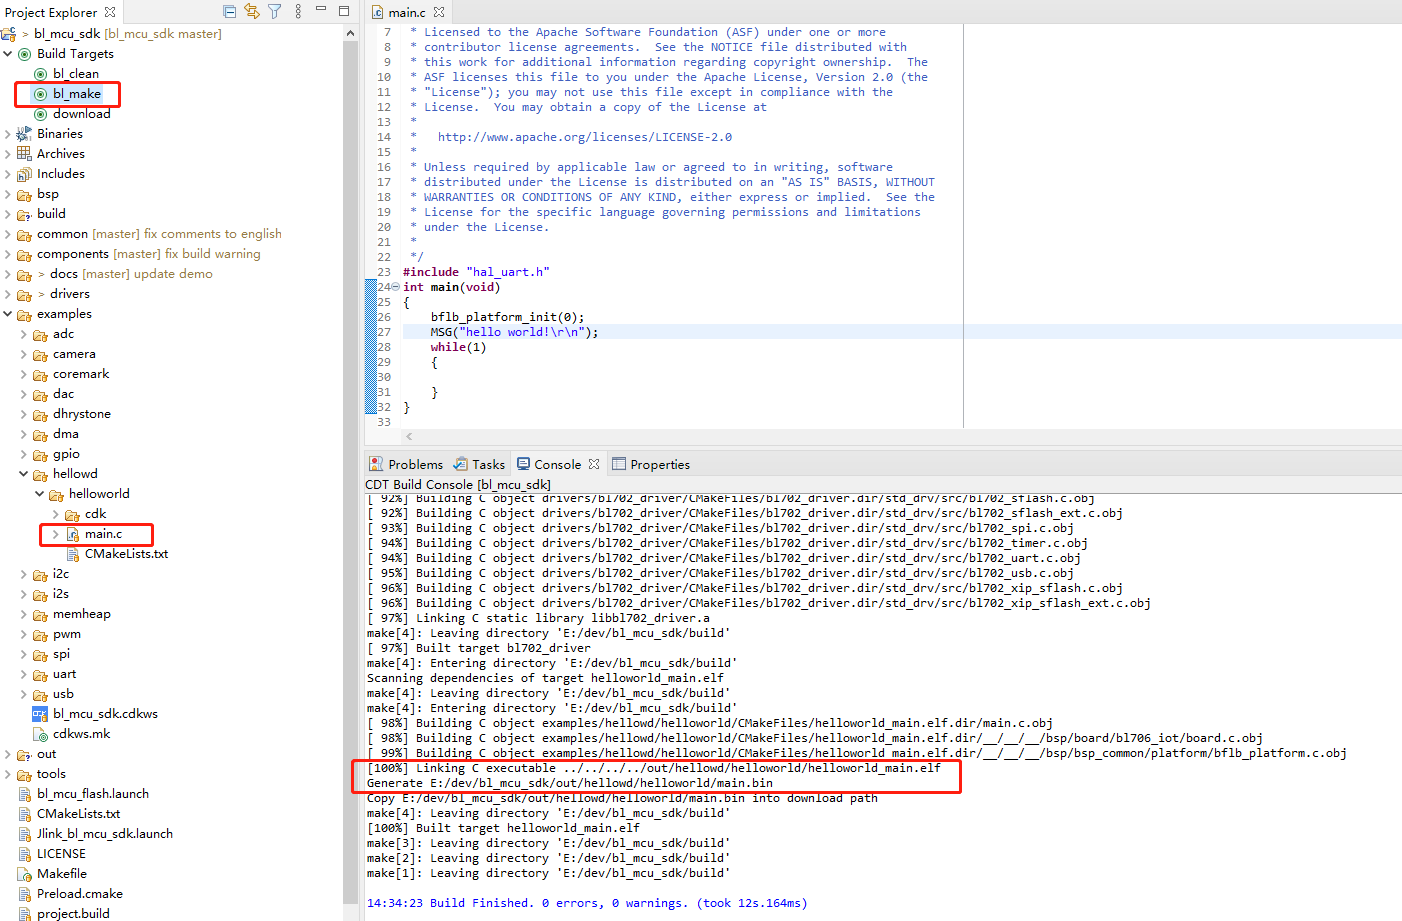 Project Explorer
> bl_mcu_sdk [bl_mcu_sdk master]
Build Targets
bl_clean
bl_make
download
Binaries
Archives
Includes
bsp
build
common [master] fix comments to english
components [master] fix build warning
> docs [master] update demo
> drivers
examples
adc
camera
coremark
dac
dhrystone
dma
gpio
hellowd
helloworld
cdk
main.c
CMakeLists.txt
i2c
i2s
memheap
pwm
spi
uart
usb
bl_mcu_sdk.cdkws
cdkws.mk
out
tools
bl_mcu_flash.launch
CMakeLists.txt
Jlink_bl_mcu_sdk.launch
LICENSE
Makefile
Preload.cmake
project.build
main.c
7 * Licensed to the Apache Software Foundation (ASF) under one or more
8 * contributor license agreements.  See the NOTICE file distributed with
9 * this work for additional information regarding copyright ownership.  The
10 * ASF licenses this file to you under the Apache License, Version 2.0 (the
11 * "License"); you may not use this file except in compliance with the
12 * License.  You may obtain a copy of the License at
13 *
14 *   http://www.apache.org/licenses/LICENSE-2.0
15 *
16 * Unless required by applicable law or agreed to in writing, software
17 * distributed under the License is distributed on an "AS IS" BASIS, WITHOUT
18 * WARRANTIES OR CONDITIONS OF ANY KIND, either express or implied.  See the
19 * License for the specific language governing permissions and limitations
20 * under the License.
21 *
22 */
23 #include "hal_uart.h"
24 int main(void)
25 {
26     bflb_platform_init(0);
27     MSG("hello world!\r\n");
28     while(1)
29     {
30
31     }
32 }
33
Problems Tasks Console Properties
CDT Build Console [bl_mcu_sdk]
[ 92%] Building C object drivers/bl702_driver/CMakeFiles/bl702_driver.dir/std_drv/src/bl702_sflash.c.obj
[ 92%] Building C object drivers/bl702_driver/CMakeFiles/bl702_driver.dir/std_drv/src/bl702_sflash_ext.c.obj
[ 93%] Building C object drivers/bl702_driver/CMakeFiles/bl702_driver.dir/std_drv/src/bl702_spi.c.obj
[ 94%] Building C object drivers/bl702_driver/CMakeFiles/bl702_driver.dir/std_drv/src/bl702_timer.c.obj
[ 94%] Building C object drivers/bl702_driver/CMakeFiles/bl702_driver.dir/std_drv/src/bl702_uart.c.obj
[ 95%] Building C object drivers/bl702_driver/CMakeFiles/bl702_driver.dir/std_drv/src/bl702_usb.c.obj
[ 96%] Building C object drivers/bl702_driver/CMakeFiles/bl702_driver.dir/std_drv/src/bl702_xip_sflash.c.obj
[ 96%] Building C object drivers/bl702_driver/CMakeFiles/bl702_driver.dir/std_drv/src/bl702_xip_sflash_ext.c.obj
[ 97%] Linking C static library libbl702_driver.a
make[4]: Leaving directory 'E:/dev/bl_mcu_sdk/build'
[ 97%] Built target bl702_driver
make[4]: Entering directory 'E:/dev/bl_mcu_sdk/build'
Scanning dependencies of target helloworld_main.elf
make[4]: Leaving directory 'E:/dev/bl_mcu_sdk/build'
make[4]: Entering directory 'E:/dev/bl_mcu_sdk/build'
[ 98%] Building C object examples/hellowd/helloworld/CMakeFiles/helloworld_main.elf.dir/main.c.obj
[ 98%] Building C object examples/hellowd/helloworld/CMakeFiles/helloworld_main.elf.dir/__/__/__/bsp/board/bl706_iot/board.c.obj
[ 99%] Building C object examples/hellowd/helloworld/CMakeFiles/helloworld_main.elf.dir/__/__/__/bsp/bsp_common/platform/bflb_platform.c.obj
[100%] Linking C executable ../../../../out/hellowd/helloworld/helloworld_main.elf
Generate E:/dev/bl_mcu_sdk/out/hellowd/helloworld/main.bin
Copy E:/dev/bl_mcu_sdk/out/hellowd/helloworld/main.bin into download path
make[4]: Leaving directory 'E:/dev/bl_mcu_sdk/build'
[100%] Built target helloworld_main.elf
make[3]: Leaving directory 'E:/dev/bl_mcu_sdk/build'
make[2]: Leaving directory 'E:/dev/bl_mcu_sdk/build'
make[1]: Leaving directory 'E:/dev/bl_mcu_sdk/build'
14:34:23 Build Finished. 0 errors, 0 warnings. (took 12s.164ms)